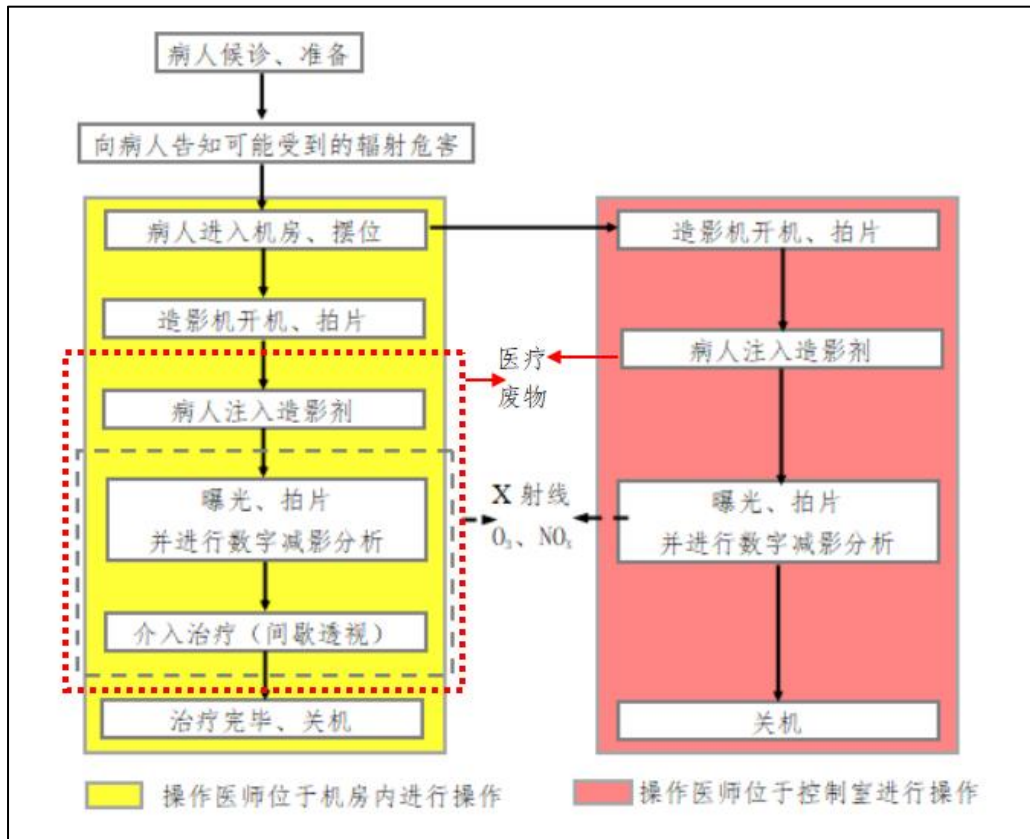 病人候诊、准备
向病人告知可能受到的辐射危害
病人进入机房、摆位
造影机开机、拍片
病人注入造影剂
曝光、拍片
并进行数字减影分析
介入治疗（间歇透视）
治疗完毕、关机
医疗
废物
X 射线
O₃、NOₓ
造影机开机、拍片
病人注入造影剂
曝光、拍片
并进行数字减影分析
关机
操作医师位于机房内进行操作
操作医师位于控制室进行操作